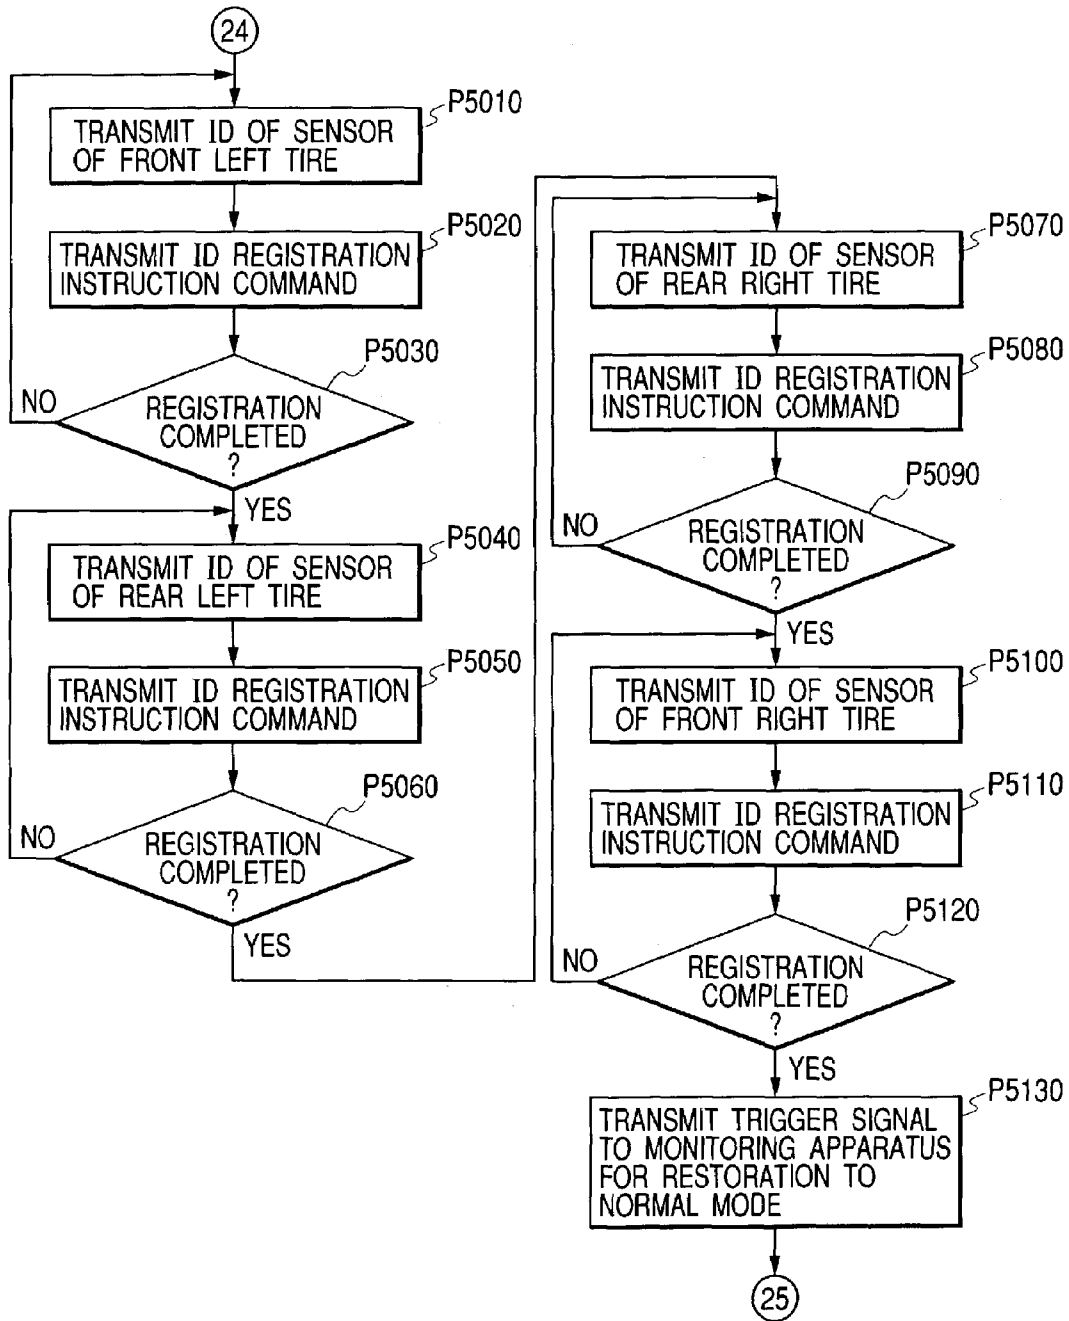 24
P5010
TRANSMIT ID OF SENSOR
OF FRONT LEFT TIRE
P5020
TRANSMIT ID REGISTRATION
INSTRUCTION COMMAND
P5030
NO
REGISTRATION
COMPLETED
?
YES
P5040
TRANSMIT ID OF SENSOR
OF REAR LEFT TIRE
P5050
TRANSMIT ID REGISTRATION
INSTRUCTION COMMAND
P5060
NO
REGISTRATION
COMPLETED
?
YES
P5070
TRANSMIT ID OF SENSOR
OF REAR RIGHT TIRE
P5080
TRANSMIT ID REGISTRATION
INSTRUCTION COMMAND
P5090
NO
REGISTRATION
COMPLETED
?
YES
P5100
TRANSMIT ID OF SENSOR
OF FRONT RIGHT TIRE
P5110
TRANSMIT ID REGISTRATION
INSTRUCTION COMMAND
P5120
NO
REGISTRATION
COMPLETED
?
YES
P5130
TRANSMIT TRIGGER SIGNAL
TO MONITORING APPARATUS
FOR RESTORATION TO
NORMAL MODE
25